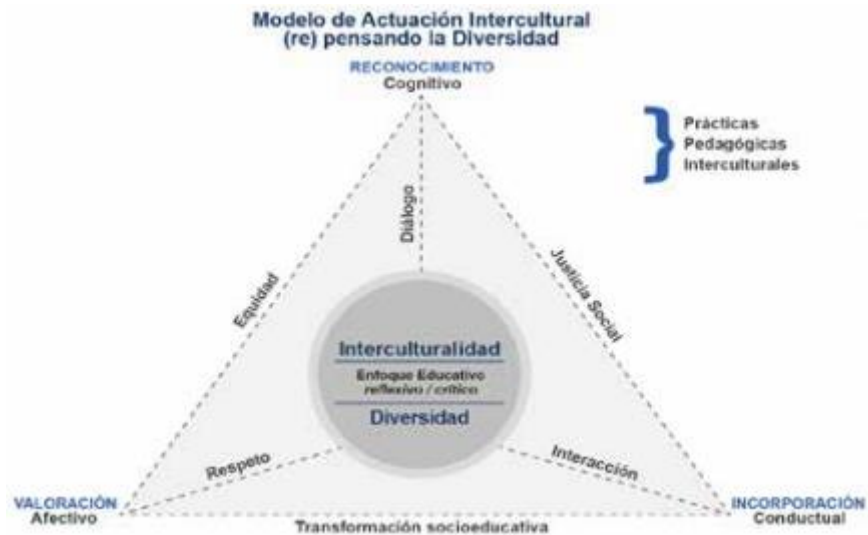 Modelo de Actuación Intercultural
(re) pensando la Diversidad
RECONOCIMIENTO
Cognitivo
Prácticas
Pedagógicas
Interculturales
Diálogo
Equidad
Justicia Social
Interculturalidad
Enfoque Educativo
reflexivo / crítico
Diversidad
Respeto
Interacción
VALORACIÓN
Afectivo
INCORPORACIÓN
Conductual
Transformación socioeducativa